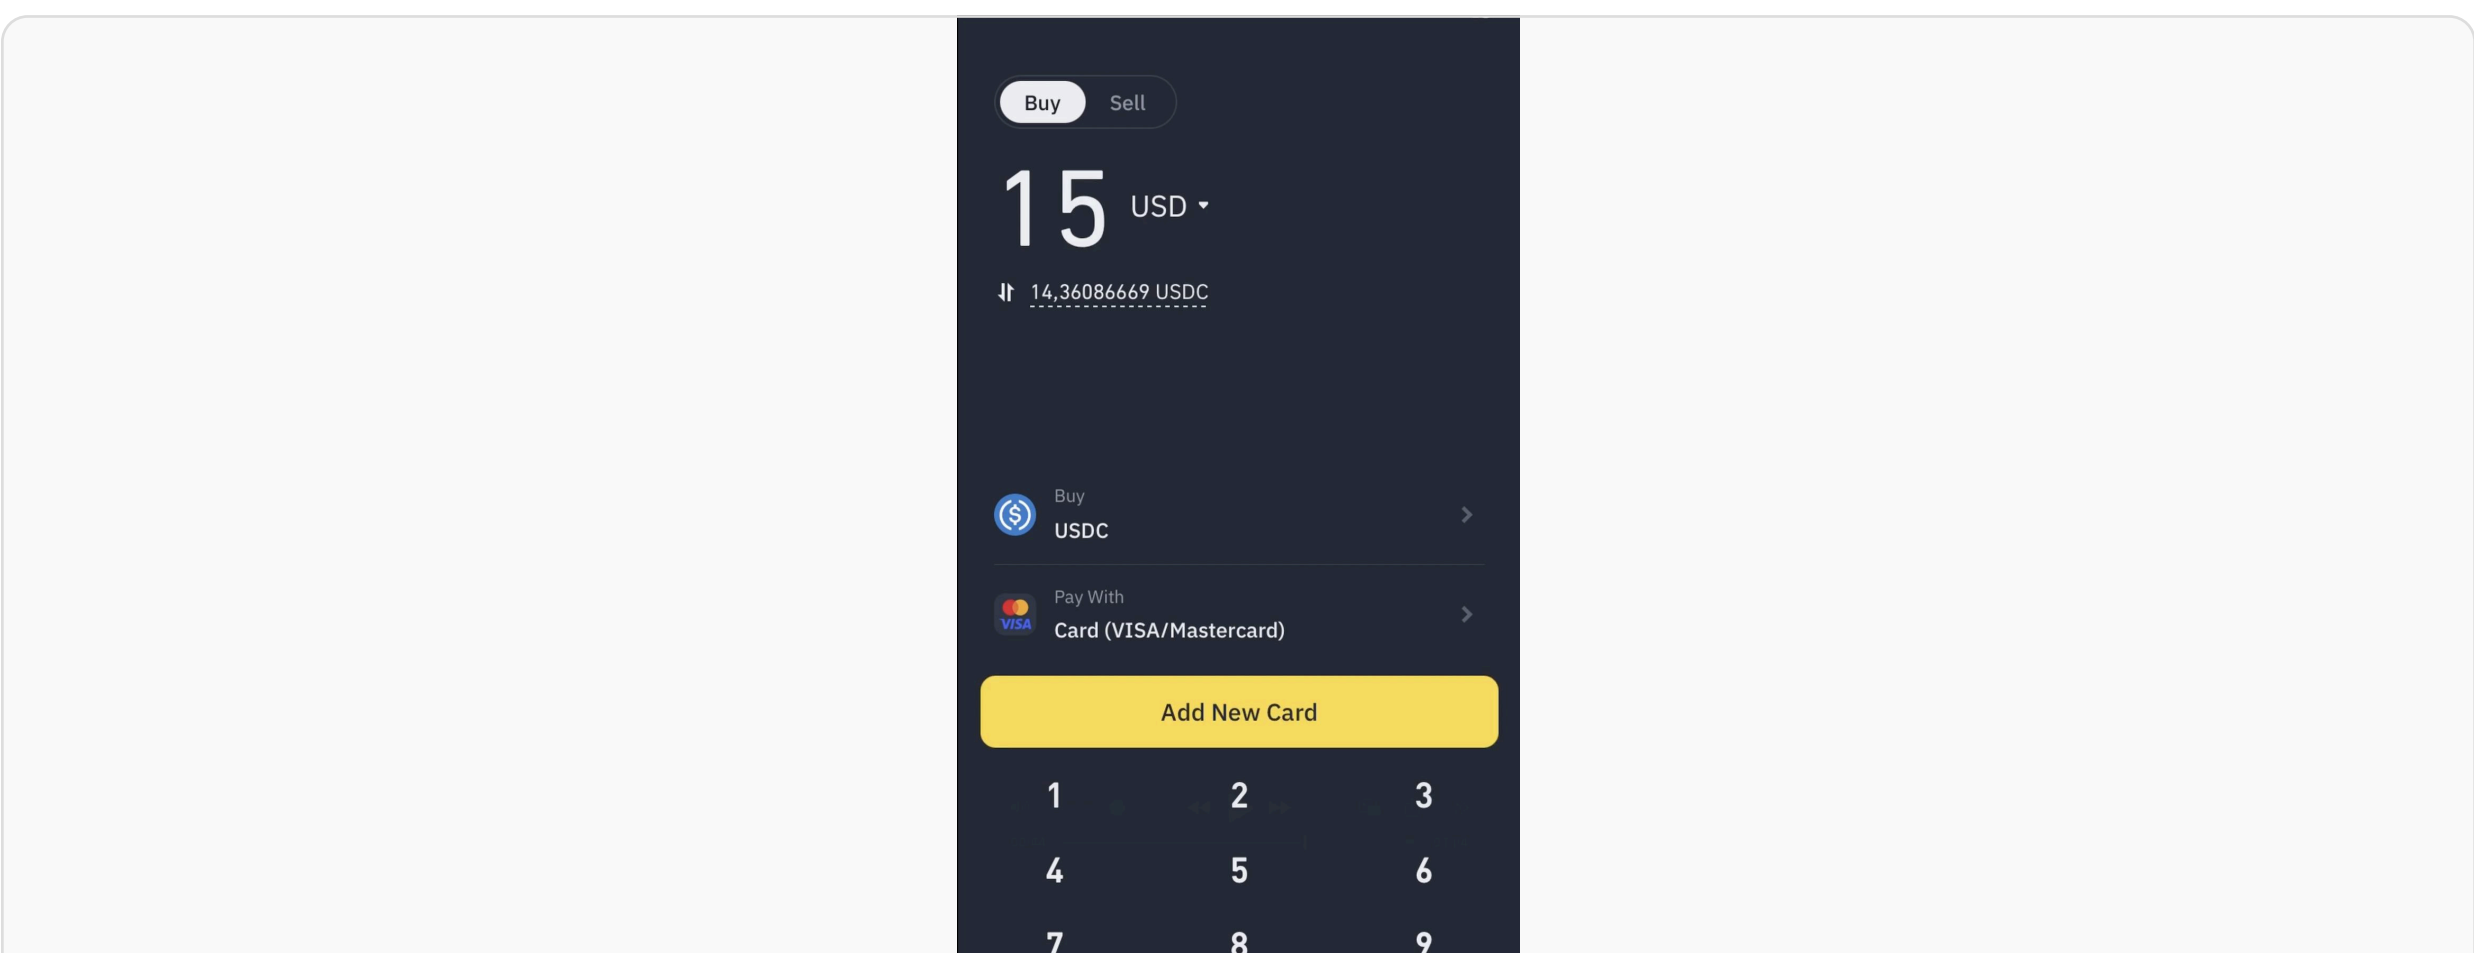 Buy Sell
15 USD
14,36086669 USDC
Buy
USDC
VISA
Pay With
Card (VISA/Mastercard)
Add New Card
1 2 3
4 5 6
7 8 9